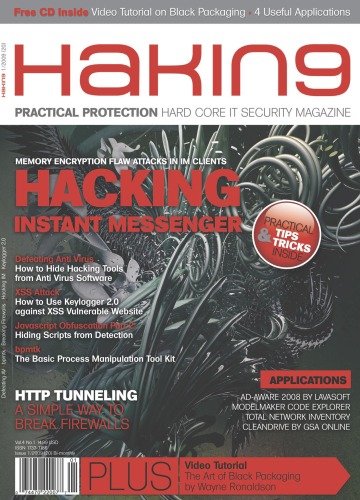 Free CD Inside Video Tutorial on Black Packaging • 4 Useful Applications
HAKIN9
PRACTICAL PROTECTION HARD CORE IT SECURITY MAGAZINE
MEMORY ENCRYPTION FLAW ATTACKS IN IM CLIENTS
HACKING
INSTANT MESSENGER
PRACTICAL
& TIPS
TRICKS
INSIDE
Defeating Anti Virus
How to Hide Hacking Tools
from Anti Virus Software
XSS Attack
How to Use Keylogger 2.0
against XSS Vulnerable Website
Javascript Obfuscation Part 2
Hiding Scripts from Detection
bpmtk
The Basic Process Manipulation Tool Kit
HTTP TUNNELING
A SIMPLE WAY TO
BREAK FIREWALLS
APPLICATIONS
AD-AWARE 2008 BY LAVASOFT
MODELMAKER CODE EXPLORER
TOTAL NETWORK INVENTORY
CLEANDRIVE BY GSA ONLINE
PLUS
Video Tutorial
The Art of Black Packaging
by Wayne Ronaldson